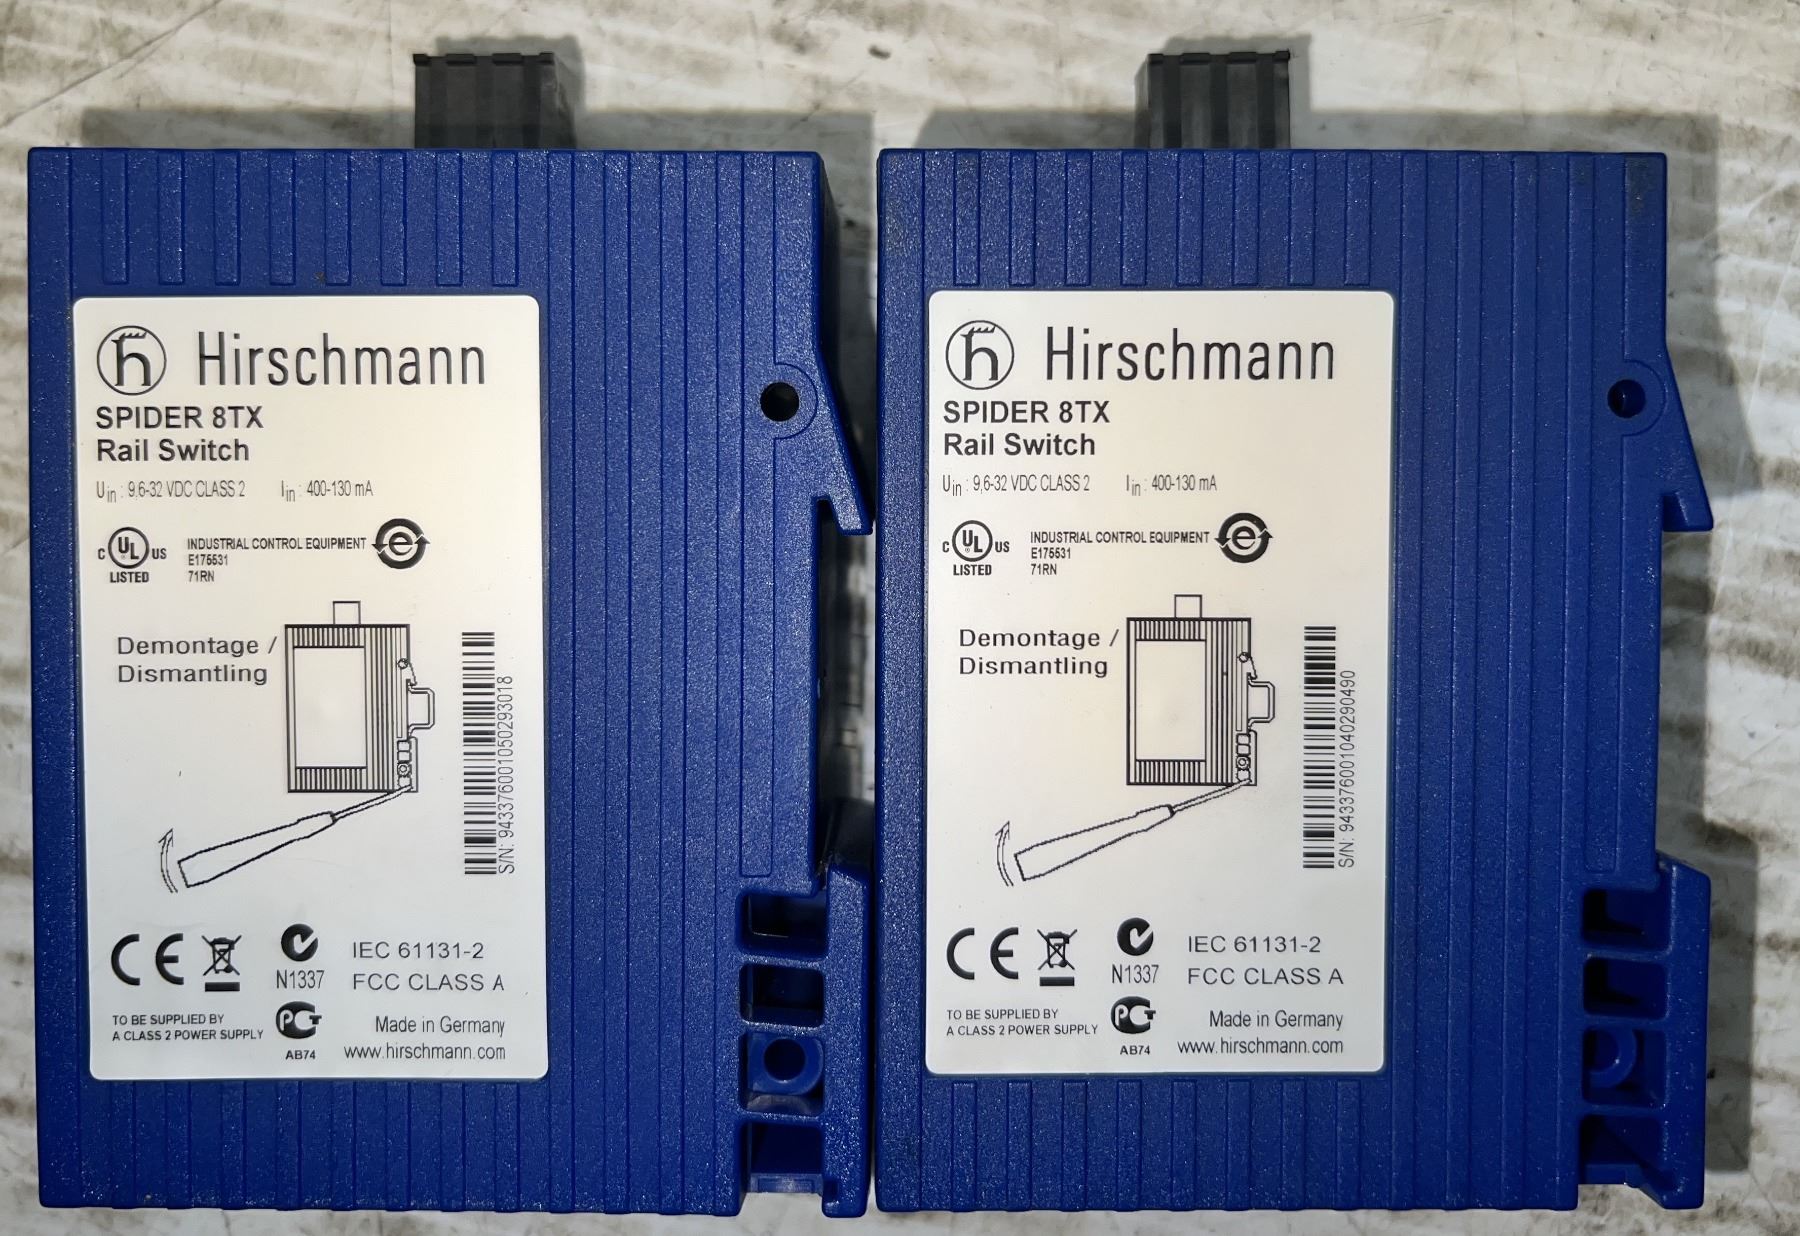 Hirschmann
SPIDER 8TX
Rail Switch
Uin : 9,6-32 VDC CLASS 2 Iin : 400-130 mA
C UL US LISTED
INDUSTRIAL CONTROL EQUIPMENT
E175531
71RN
Demontage /
Dismantling
S/N: 943376001050293018
CE
N1337
IEC 61131-2
FCC CLASS A
TO BE SUPPLIED BY
A CLASS 2 POWER SUPPLY
AB74
Made in Germany
www.hirschmann.com
Hirschmann
SPIDER 8TX
Rail Switch
Uin : 9,6-32 VDC CLASS 2 Iin : 400-130 mA
C UL US LISTED
INDUSTRIAL CONTROL EQUIPMENT
E175531
71RN
Demontage /
Dismantling
S/N: 943376001040290490
CE
N1337
IEC 61131-2
FCC CLASS A
TO BE SUPPLIED BY
A CLASS 2 POWER SUPPLY
AB74
Made in Germany
www.hirschmann.com